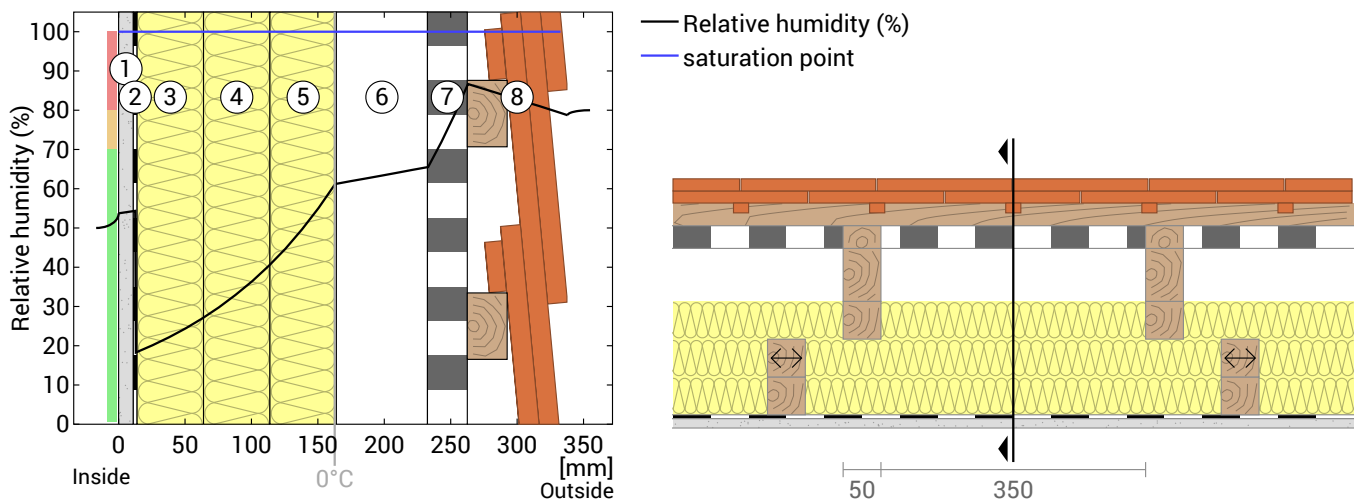 Relative humidity (%)
100
90
80
70
60
50
40
30
20
10
0
1
2 3 4 5 6 7 8
0 50 100 150 200 250 300 350
[mm]
Inside
0°C
Outside
Relative humidity (%)
saturation point
50 350